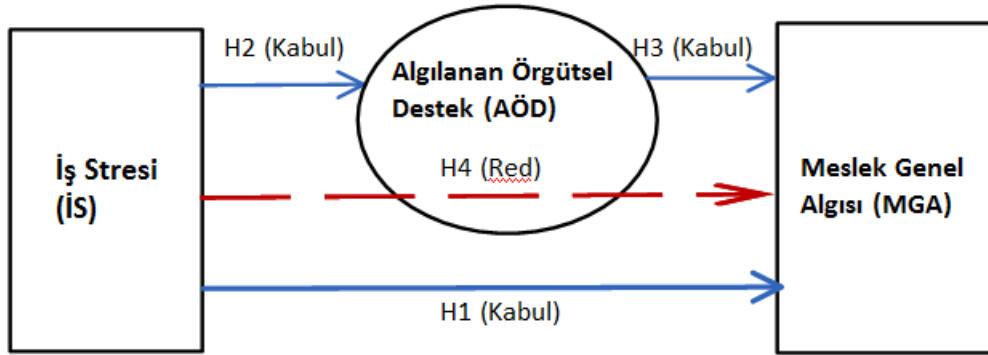 H2 (Kabul)
H3 (Kabul)
Algılanan Örgütsel
Destek (AÖD)
H4 (Red)
İş Stresi
(İS)
Meslek Genel
Algısı (MGA)
H1 (Kabul)